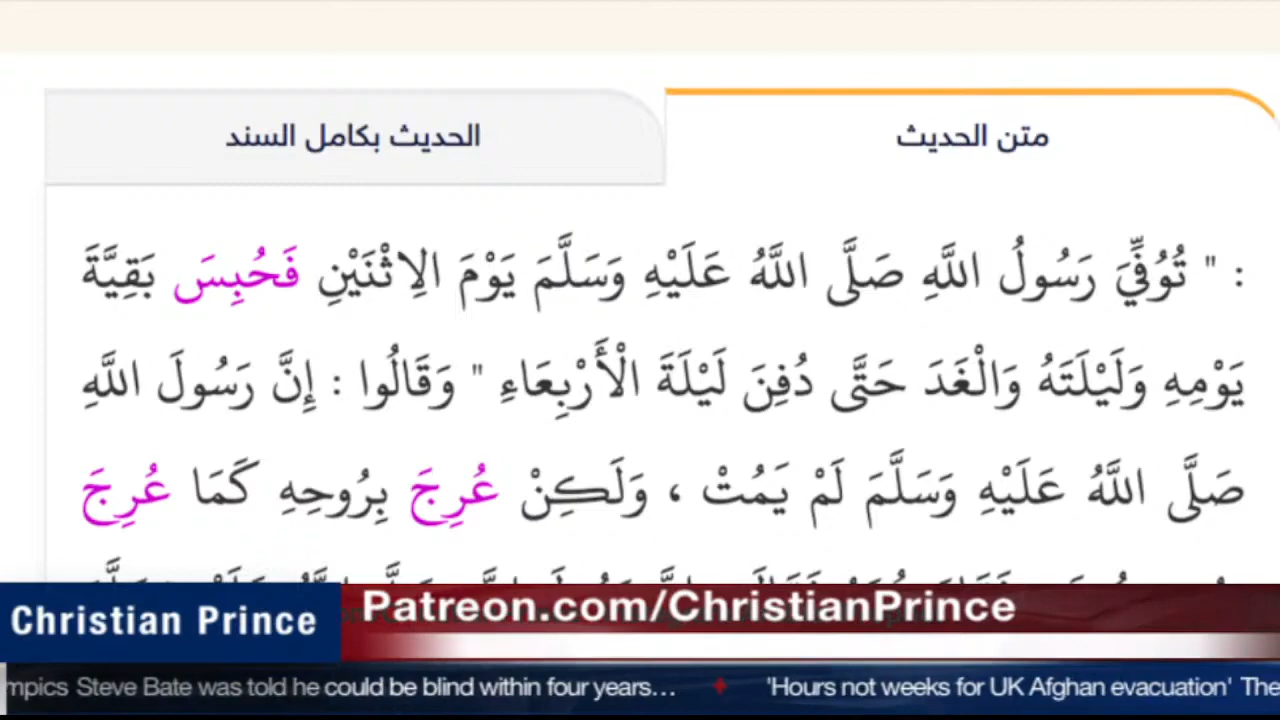 متن الحديث
الحديث بكامل السند
: " تُوُفِّيَ رَسُولُ اللَّهِ صَلَّى اللَّهُ عَلَيْهِ وَسَلَّمَ يَوْمَ الِاثْنَيْنِ فَحُبِسَ بَقِيَّةَ
يَوْمِهِ وَلَيْلَتَهُ وَالْغَدَ حَتَّى دُفِنَ لَيْلَةَ الْأَرْبِعَاءِ " وَقَالُوا : إِنَّ رَسُولَ اللَّهِ
صَلَّى اللَّهُ عَلَيْهِ وَسَلَّمَ لَمْ يَمُتْ ، وَلَكِنْ عُرِجَ بِرُوحِهِ كَمَا عُرِجَ
Christian Prince
Patreon.com/ChristianPrince
mpics Steve Bate was told he could be blind within four years... ♦ 'Hours not weeks for UK Afghan evacuation' The